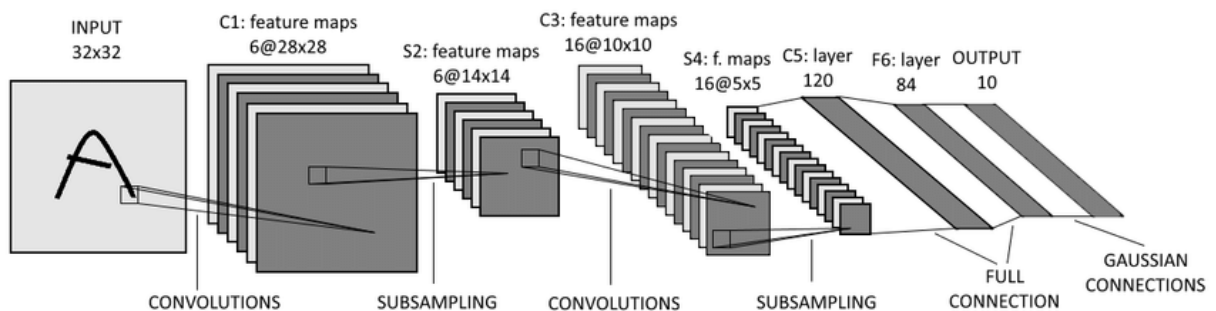 INPUT
32x32
C1: feature maps
6@28x28
S2: feature maps
6@14x14
C3: feature maps
16@10x10
S4: f. maps
16@5x5
C5: layer
120
F6: layer
84
OUTPUT
10
A
CONVOLUTIONS
SUBSAMPLING
CONVOLUTIONS
SUBSAMPLING
FULL
CONNECTION
GAUSSIAN
CONNECTIONS